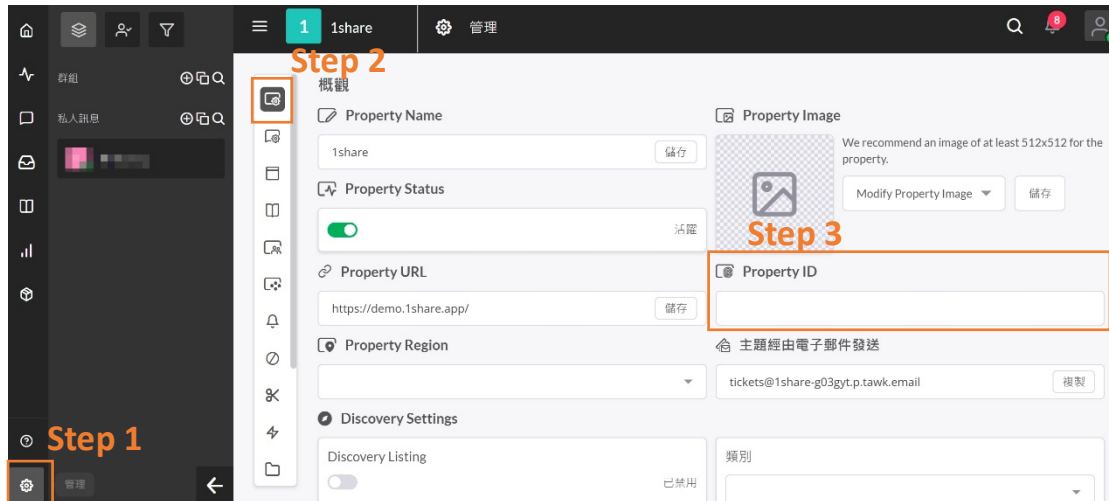 1 1share 管理 8
Step 2
群組
私人訊息
概觀
Property Name
1share 儲存
Property Status
活躍
Property URL
https://demo.1share.app/ 儲存
Property Region
Discovery Settings
Discovery Listing
已禁用
Property Image
We recommend an image of at least 512x512 for the
property.
Modify Property Image 儲存
Step 3
Property ID
主題經由電子郵件發送
tickets@1share-g03gyt.p.tawk.email 複製
類別
Step 1
管理